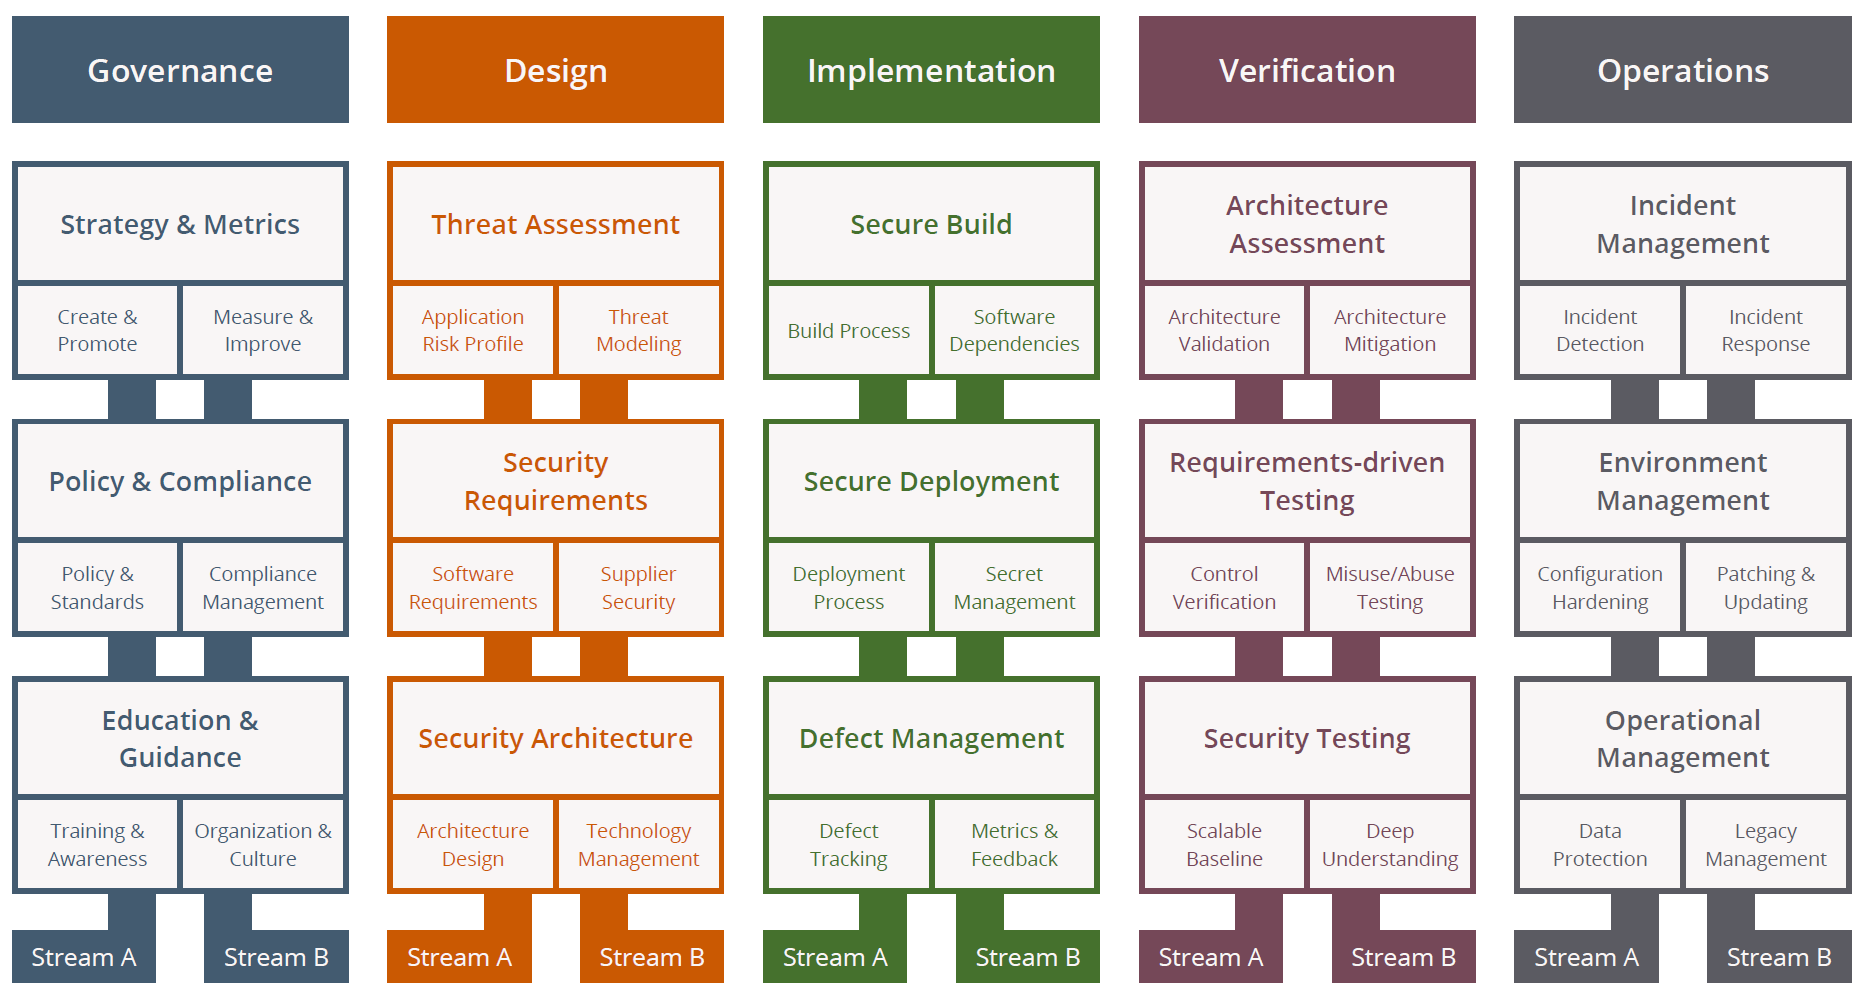 Governance
Design
Implementation
Verification
Operations
Strategy & Metrics
Create &
Promote
Measure &
Improve
Policy & Compliance
Policy &
Standards
Compliance
Management
Education &
Guidance
Training &
Awareness
Organization &
Culture
Stream A
Stream B
Threat Assessment
Application
Risk Profile
Threat
Modeling
Security
Requirements
Software
Requirements
Supplier
Security
Security Architecture
Architecture
Design
Technology
Management
Stream A
Stream B
Secure Build
Build Process
Software
Dependencies
Secure Deployment
Deployment
Process
Secret
Management
Defect Management
Defect
Tracking
Metrics &
Feedback
Stream A
Stream B
Architecture
Assessment
Architecture
Validation
Architecture
Mitigation
Requirements-driven
Testing
Control
Verification
Misuse/Abuse
Testing
Security Testing
Scalable
Baseline
Deep
Understanding
Stream A
Stream B
Incident
Management
Incident
Detection
Incident
Response
Environment
Management
Configuration
Hardening
Patching &
Updating
Operational
Management
Data
Protection
Legacy
Management
Stream A
Stream B